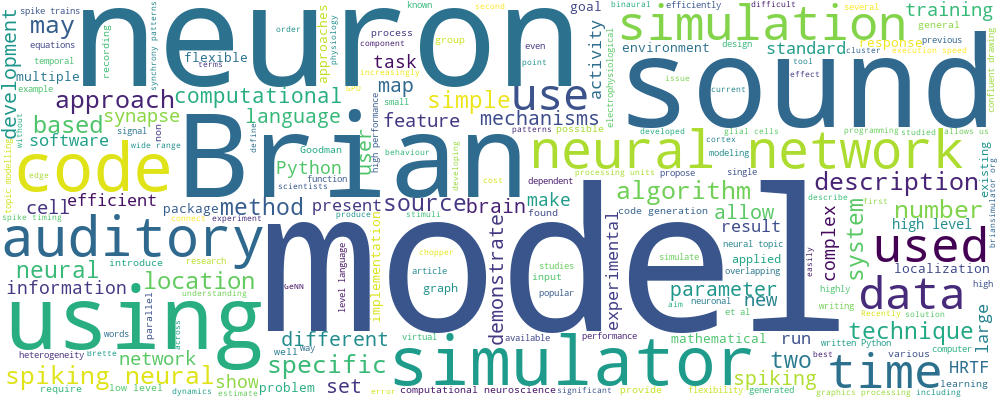 spike trains
may
equations
temporal
multiple
example
development
recording
synchrony patterns
physiology
neuron
flexible
terms
order
approaches
known
process
component
group
increasingly
GPU
second
even
point
task
map
small
binaural
efficiently
goal
activity
electrophysiological
difficult
several
simulation
training
general
environment
design
tool
standard
cluster
response
previous
execution speed
confluent drawing
issue
effect
current
sound
approach
synapse
based
software
without
signal
wide range
non
computational
language
define
Goodman
Python
function
scientists
user
high performance
behaviour
feature
simple
mechanisms
use
patterns
possible
developed
glial cells
programming
studied
allows us
topic modelling
edge
code
Brian
developing
cost
dependent
cortex
modeling
neural network
processing units
propose
single
description
existing
briansimulator org
cell
efficient
package
method
present
source
brain
make
found
algorithm
allow
describe
first
number
high level
spike timing
connect
experiment
produce
stimuli
code generation
result
complex
system
auditory
model
used
neural
introduce
research
information
location
understanding
GeNN
level language
implementation
chopper
article
graph
demonstrate
studies
input
popular
experimental
simulate
neural topic
applied
overlapping
easily
parameter
aim
neuronal
new
et al
localization
highly
high
data
writing
Recently
solution
using
words
parallel
across
different
well
way
virtual
available
performance
mathematical
run
written Python
computer
technique
large
heterogeneity
Brette
network
specific
simulator
two
best
various
HRTF
spiking neural
show
problem
set
error
spiking
time
learning
require
low level
dynamics
estimate
computational neuroscience
significant
provide
flexibility
generated
graphics processing
including